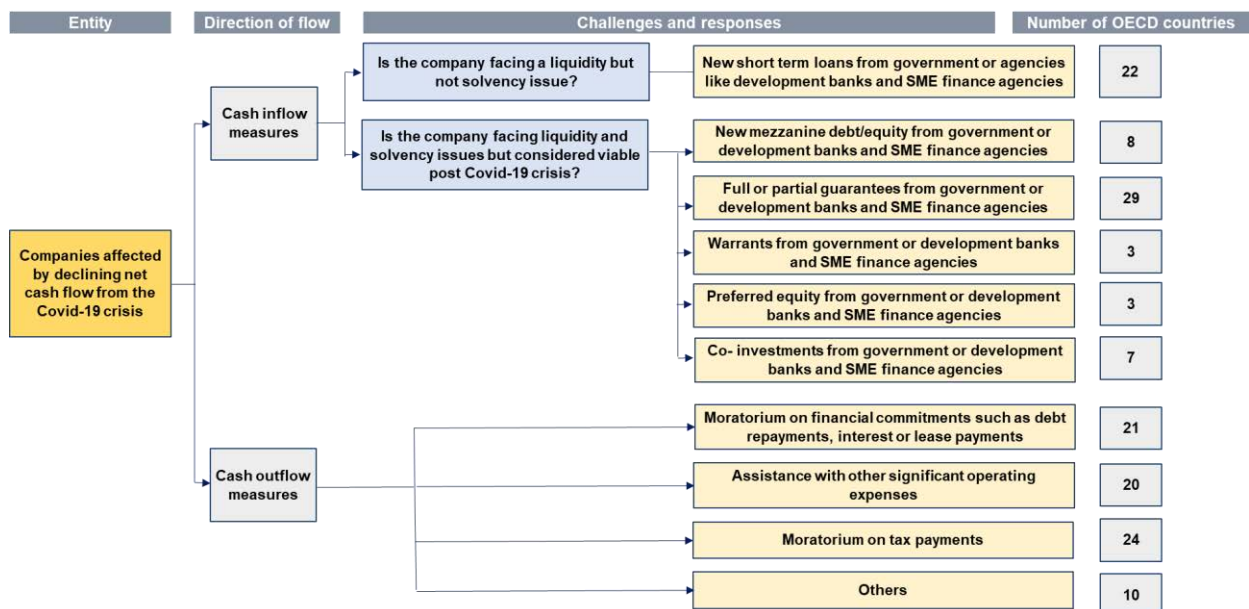 Entity
Direction of flow
Challenges and responses
Number of OECD countries
Is the company facing a liquidity but
not solvency issue?
New short term loans from government or agencies
like development banks and SME finance agencies
22
Cash inflow
measures
Is the company facing liquidity and
solvency issues but considered viable
post Covid-19 crisis?
New mezzanine debt/equity from government or
development banks and SME finance agencies
8
Full or partial guarantees from government or
development banks and SME finance agencies
29
Companies affected
by declining net
cash flow from the
Covid-19 crisis
Warrants from government or development banks
and SME finance agencies
3
Preferred equity from government or development
banks and SME finance agencies
3
Co- investments from government or development
banks and SME finance agencies
7
Cash outflow
measures
Moratorium on financial commitments such as debt
repayments, interest or lease payments
21
Assistance with other significant operating
expenses
20
Moratorium on tax payments
24
Others
10